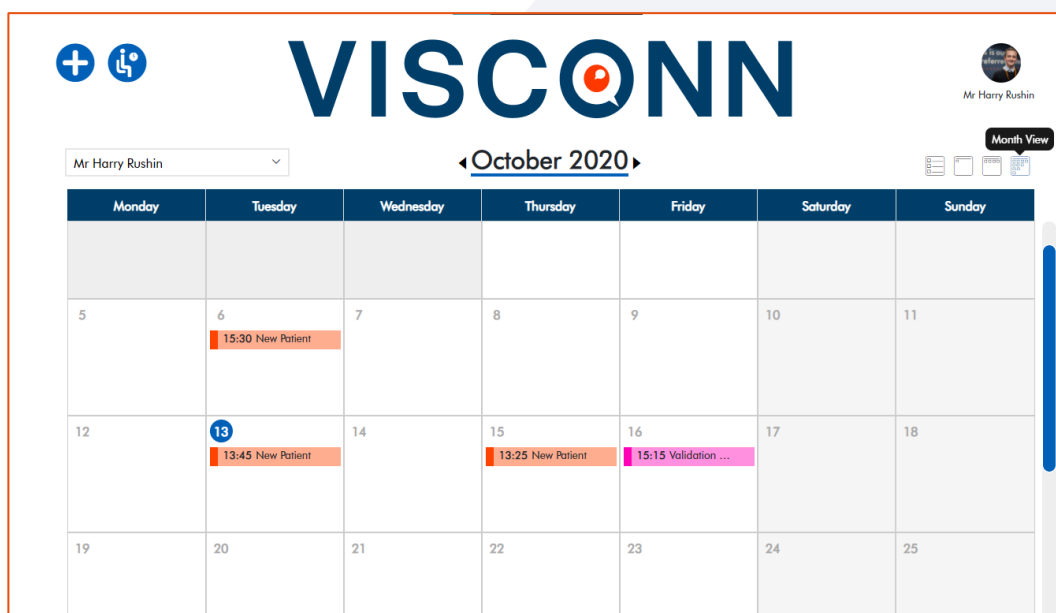 VISCONN
Mr Harry Rushin
Month View
Mr Harry Rushin
October 2020
Monday Tuesday Wednesday Thursday Friday Saturday Sunday
5 6 7 8 9 10 11
15:30 New Patient
12 13 14 15 16 17 18
13:45 New Patient 13:25 New Patient 15:15 Validation ...
19 20 21 22 23 24 25